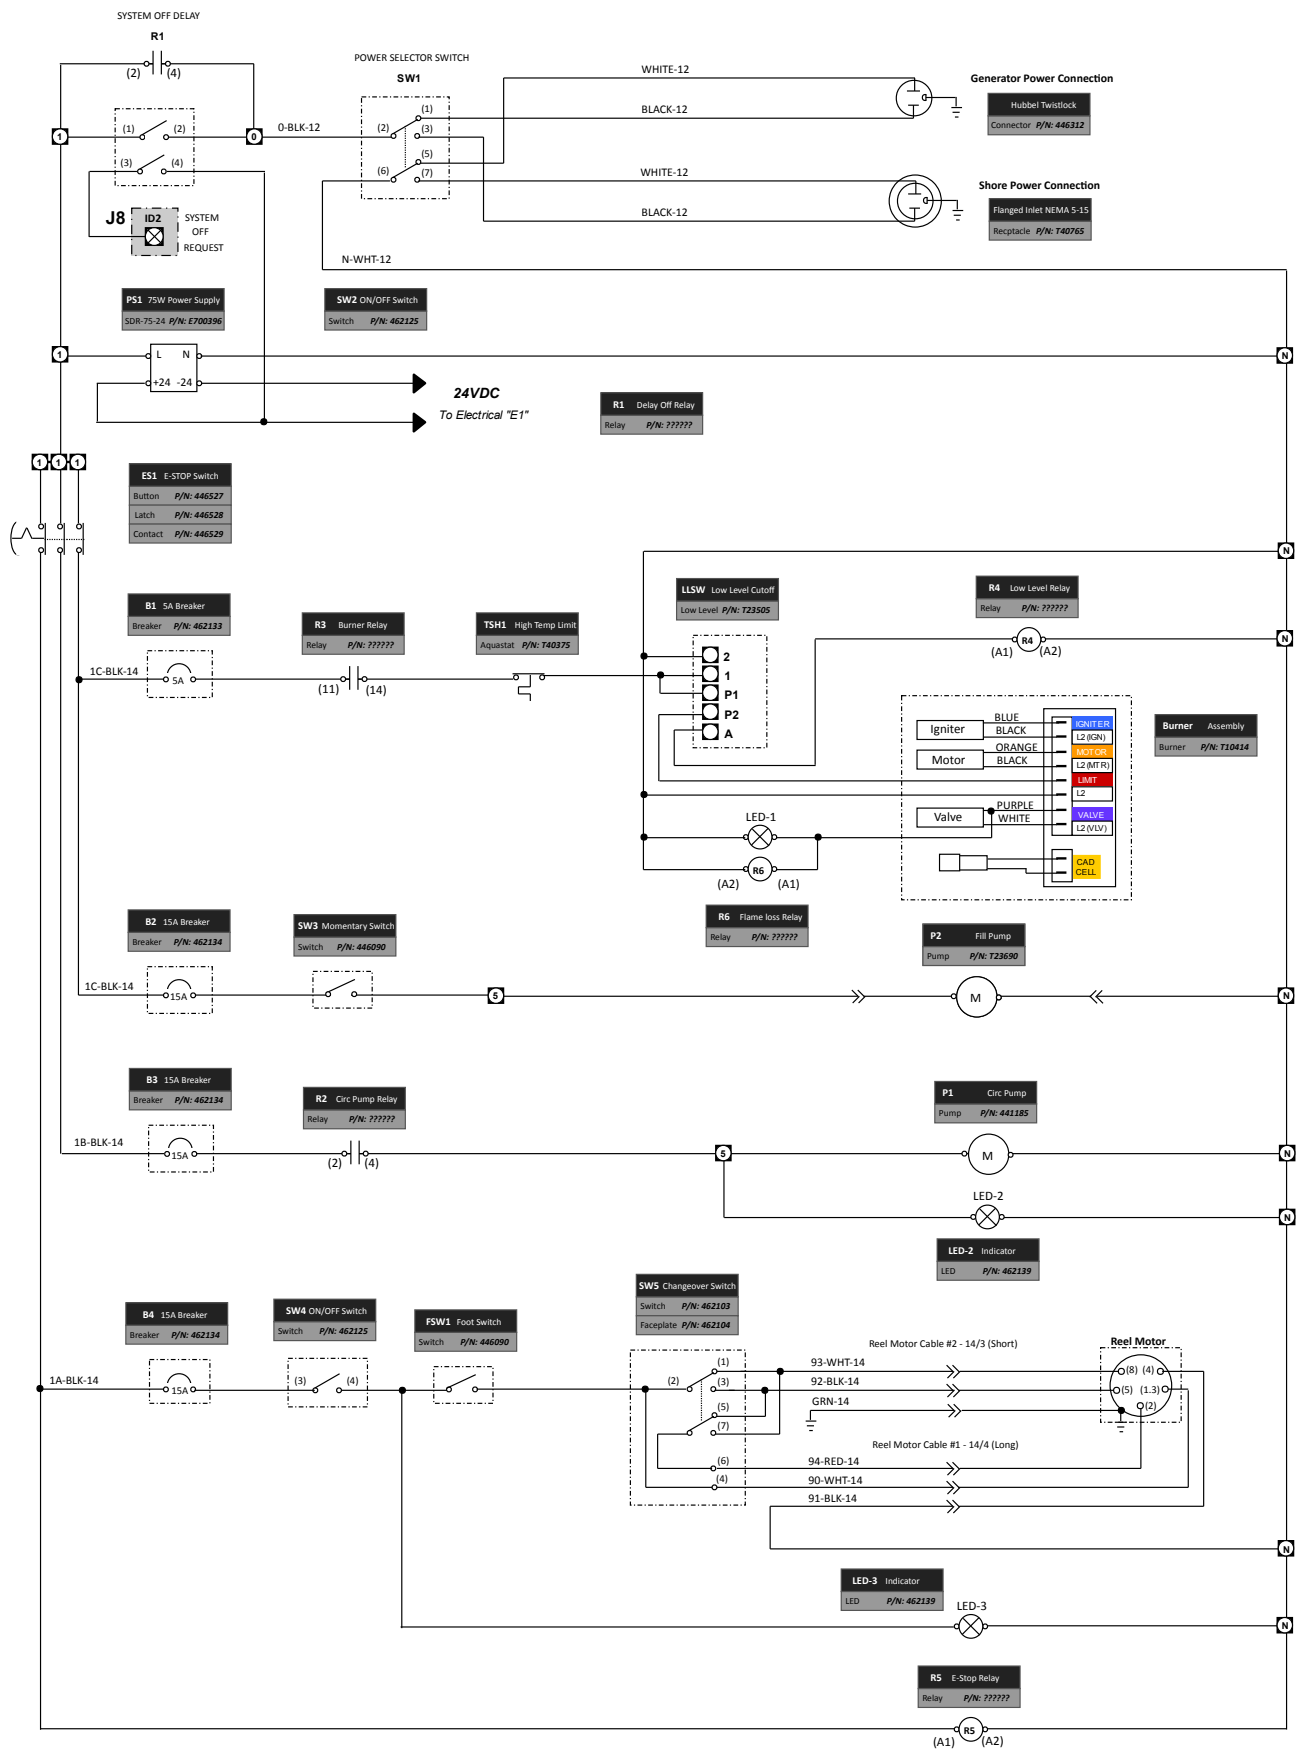 SYSTEM OFF DELAY
R1
(2) (4)
POWER SELECTOR SWITCH
SW1
WHITE-12
BLACK-12
Generator Power Connection
Hubbel Twistlock
Connector P/N: 446312
1
(1) (2)
0
0-BLK-12
(1)
(2) (3)
(5)
(6) (7)
(3) (4)
WHITE-12
BLACK-12
Shore Power Connection
Flanged Inlet NEMA 5-15
Recptacle P/N: T40765
J8
ID2
SYSTEM
OFF
REQUEST
N-WHT-12
PS1 75W Power Supply
SDR-75-24 P/N: E700396
SW2 ON/OFF Switch
Switch P/N: 462125
1
L N
+24 -24
N
24VDC
To Electrical "E1"
R1 Delay Off Relay
Relay P/N: ??????
1 1 1
ES1 E-STOP Switch
Button P/N: 446527
Latch P/N: 446528
Contact P/N: 446529
N
B1 5A Breaker
Breaker P/N: 462133
R3 Burner Relay
Relay P/N: ??????
TSH1 High Temp Limit
Aquastat P/N: T40375
LLSW Low Level Cutoff
Low Level P/N: T23505
R4 Low Level Relay
Relay P/N: ??????
R4
(A1) (A2)
N
1C-BLK-14
5A
(11) (14)
2
1
P1
P2
A
Igniter
BLUE
BLACK
IGNITER
L2 (IGN)
Motor
ORANGE
BLACK
MOTOR
L2 (MTR)
LIMIT
L2
Valve
PURPLE
WHITE
VALVE
L2 (VLV)
CAD
CELL
Burner Assembly
Burner P/N: T10414
LED-1
R6
(A2) (A1)
R6 Flame loss Relay
Relay P/N: ??????
B2 15A Breaker
Breaker P/N: 462134
SW3 Momentary Switch
Switch P/N: 446090
P2 Fill Pump
Pump P/N: T23690
1C-BLK-14
15A
5
M
N
B3 15A Breaker
Breaker P/N: 462134
R2 Circ Pump Relay
Relay P/N: ??????
P1 Circ Pump
Pump P/N: 441185
1B-BLK-14
15A
(2) (4)
5
M
N
LED-2
N
LED-2 Indicator
LED P/N: 462139
B4 15A Breaker
Breaker P/N: 462134
SW4 ON/OFF Switch
Switch P/N: 462125
FSW1 Foot Switch
Switch P/N: 446090
SW5 Changeover Switch
Switch P/N: 462103
Faceplate P/N: 462104
Reel Motor Cable #2 - 14/3 (Short)
Reel Motor
1A-BLK-14
15A
(3) (4)
(1)
(2) (3)
(5)
(7)
(6)
(4)
93-WHT-14
92-BLK-14
GRN-14
(8) (4)
(5) (1.3)
(2)
Reel Motor Cable #1 - 14/4 (Long)
94-RED-14
90-WHT-14
91-BLK-14
N
LED-3 Indicator
LED P/N: 462139
LED-3
N
R5 E-Stop Relay
Relay P/N: ??????
R5
(A1) (A2)